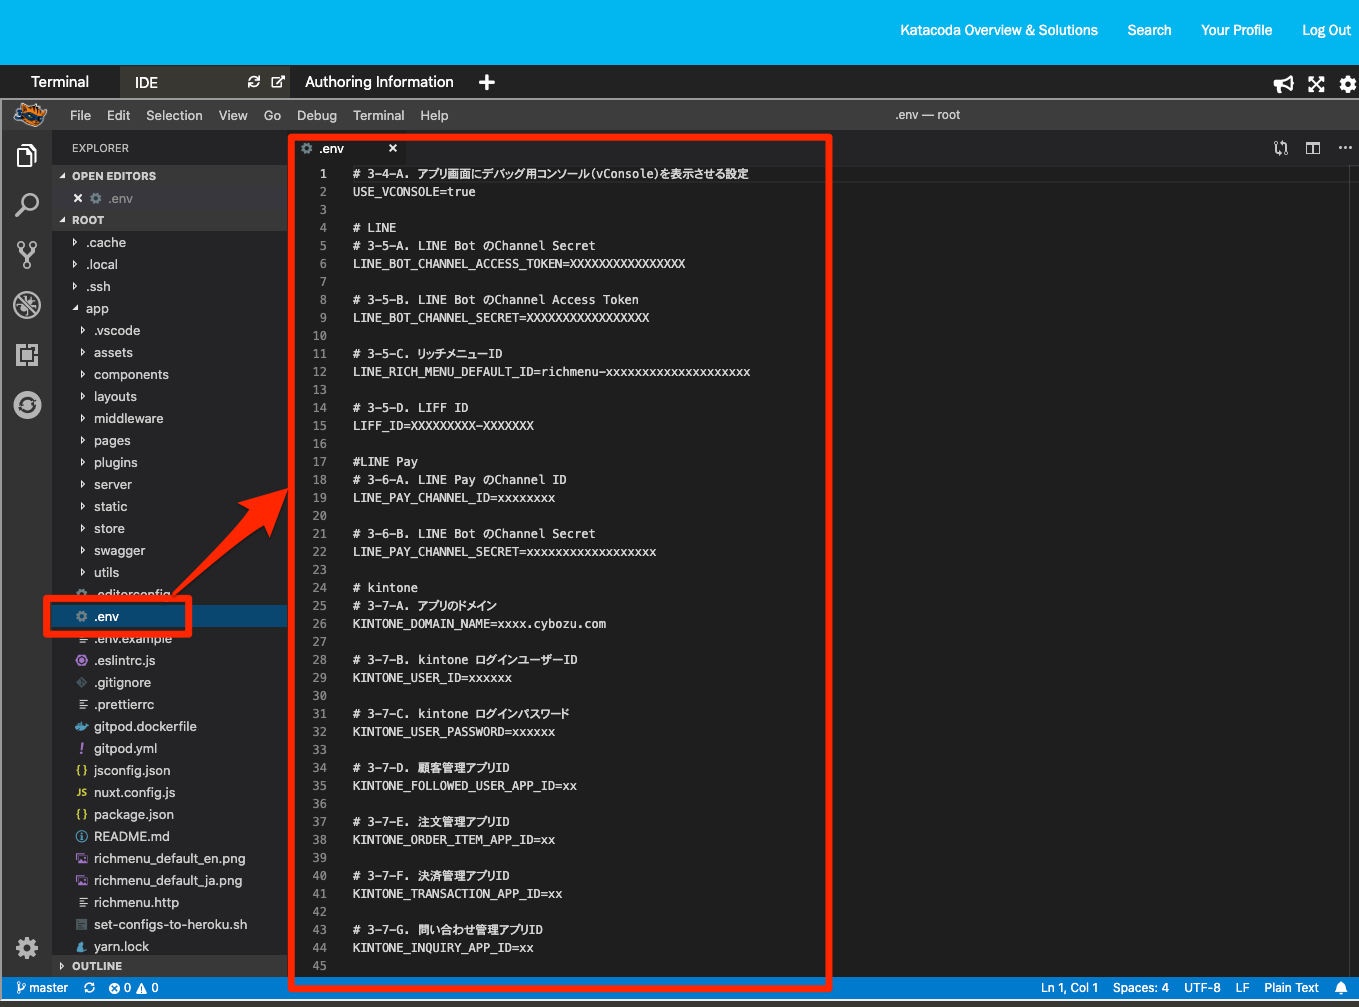 Katacoda Overview & Solutions Search Your Profile Log Out
Terminal IDE Authoring Information
File Edit Selection View Go Debug Terminal Help .env — root
EXPLORER
OPEN EDITORS
.env
ROOT
.cache
.local
.ssh
app
.vscode
assets
components
layouts
middleware
pages
plugins
server
static
store
swagger
utils
.editorconfig
.env
.env.example
.eslintrc.js
.gitignore
.prettierrc
gitpod.dockerfile
gitpod.yml
jsconfig.json
nuxt.config.js
package.json
README.md
richmenu_default_en.png
richmenu_default_ja.png
richmenu.http
set-configs-to-heroku.sh
yarn.lock
OUTLINE
.env
1 # 3-4-A. アプリ画面にデバッグ用コンソール(vConsole)を表示させる設定
2 USE_VCONSOLE=true
3
4 # LINE
5 # 3-5-A. LINE Bot のChannel Secret
6 LINE_BOT_CHANNEL_ACCESS_TOKEN=XXXXXXXXXXXXXXXX
7
8 # 3-5-B. LINE Bot のChannel Access Token
9 LINE_BOT_CHANNEL_SECRET=XXXXXXXXXXXXXXXXX
10
11 # 3-5-C. リッチメニューID
12 LINE_RICH_MENU_DEFAULT_ID=richmenu-xxxxxxxxxxxxxxxxxxxx
13
14 # 3-5-D. LIFF ID
15 LIFF_ID=XXXXXXXXX-XXXXXXX
16
17 #LINE Pay
18 # 3-6-A. LINE Pay のChannel ID
19 LINE_PAY_CHANNEL_ID=xxxxxxxx
20
21 # 3-6-B. LINE Bot のChannel Secret
22 LINE_PAY_CHANNEL_SECRET=xxxxxxxxxxxxxxxxxx
23
24 # kintone
25 # 3-7-A. アプリのドメイン
26 KINTONE_DOMAIN_NAME=xxxx.cybozu.com
27
28 # 3-7-B. kintone ログインユーザーID
29 KINTONE_USER_ID=xxxxxx
30
31 # 3-7-C. kintone ログインパスワード
32 KINTONE_USER_PASSWORD=xxxxxx
33
34 # 3-7-D. 顧客管理アプリID
35 KINTONE_FOLLOWED_USER_APP_ID=xx
36
37 # 3-7-E. 注文管理アプリID
38 KINTONE_ORDER_ITEM_APP_ID=xx
39
40 # 3-7-F. 決済管理アプリID
41 KINTONE_TRANSACTION_APP_ID=xx
42
43 # 3-7-G. 問い合わせ管理アプリID
44 KINTONE_INQUIRY_APP_ID=xx
45
master 0 0 Ln 1, Col 1 Spaces: 4 UTF-8 LF Plain Text